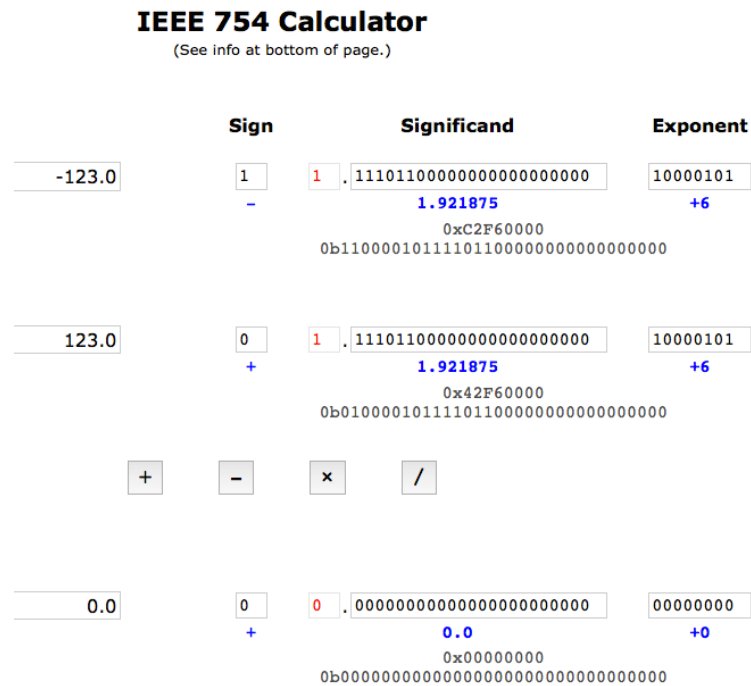 IEEE 754 Calculator
(See info at bottom of page.)
Sign Significand Exponent
-123.0 1 1 . 11101100000000000000000 10000101
- 1.921875 +6
0xC2F60000
0b11000010111101100000000000000000
123.0 0 1 . 11101100000000000000000 10000101
+ 1.921875 +6
0x42F60000
0b01000010111101100000000000000000
+ - × /
0.0 0 0 . 00000000000000000000000 00000000
+ 0.0 +0
0x00000000
0b00000000000000000000000000000000